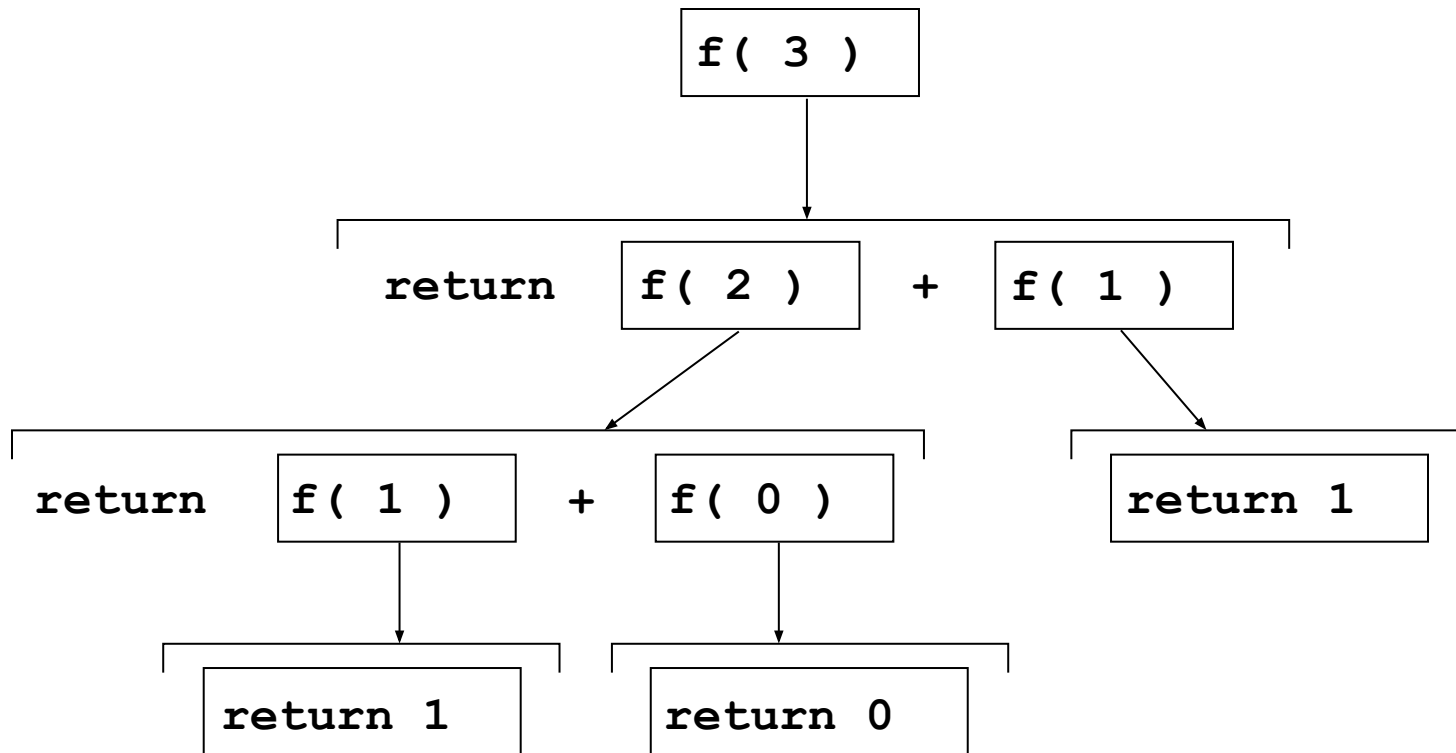 f( 3 )
return f( 2 ) + f( 1 )
return f( 1 ) + f( 0 ) return 1
return 1 return 0